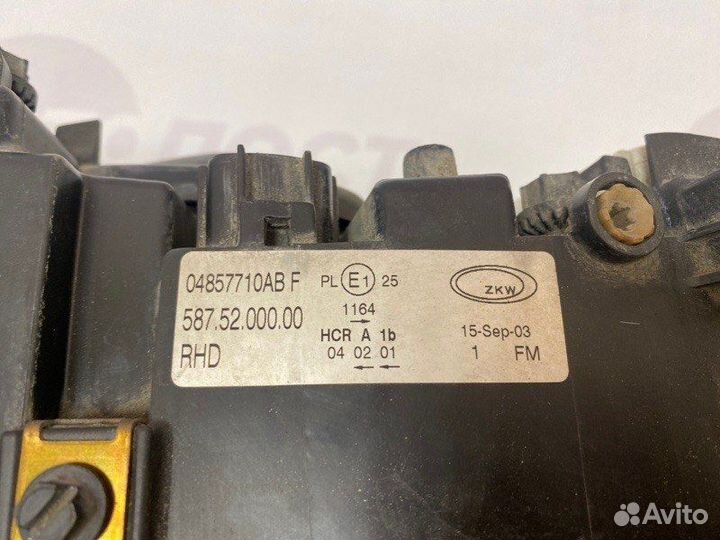 04857710AB F
587.52.000.00
RHD
PL E1 25
1164
HCR A 1b
04 02 01
ZKW
15-Sep-03
1 FM
Avito